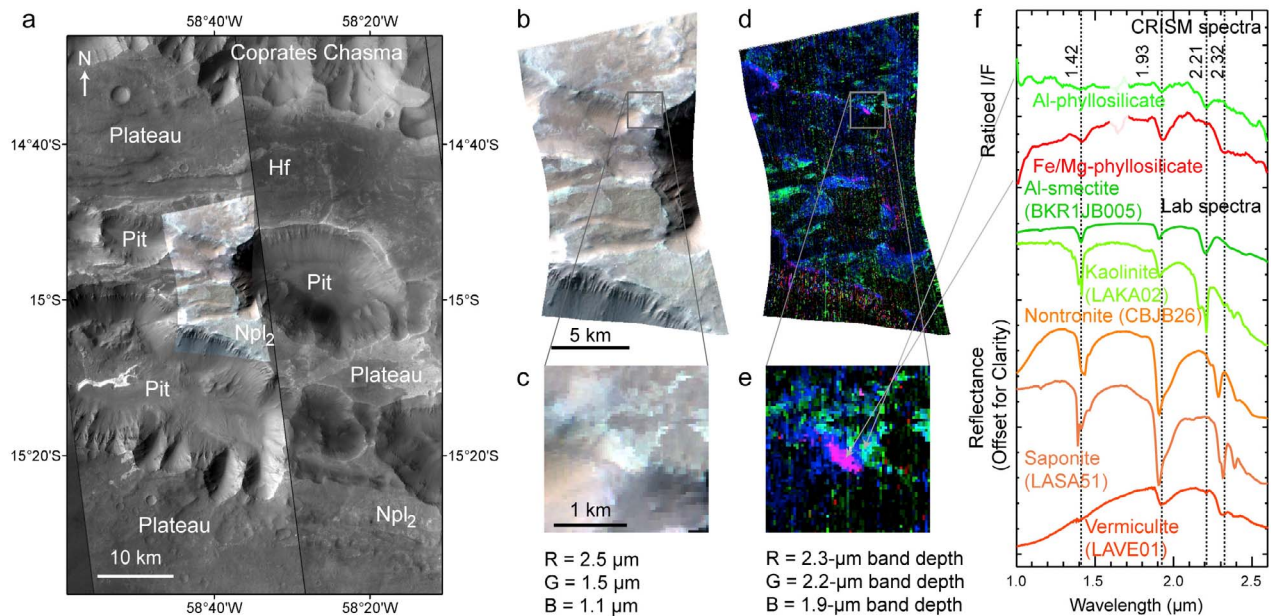 a
58°40'W
58°20'W
Coprates Chasma
N
Plateau
14°40'S
14°40'S
Hf
Pit
Pit
15°S
15°S
Npl2
Plateau
Pit
15°20'S
15°20'S
Plateau
Npl2
10 km
58°40'W
58°20'W
b
5 km
c
1 km
R = 2.5 µm
G = 1.5 µm
B = 1.1 µm
d
e
R = 2.3-µm band depth
G = 2.2-µm band depth
B = 1.9-µm band depth
f
CRISM spectra
1.42
1.93
2.21
2.32
Ratioed I/F
Al-phyllosilicate
Fe/Mg-phyllosilicate
Al-smectite
(BKR1JB005)
Lab spectra
Kaolinite
(LAKA02)
Nontronite (CBJB26)
Reflectance
(Offset for Clarity)
Saponite
(LASA51)
Vermiculite
(LAVE01)
1.0
1.5
2.0
2.5
Wavelength (µm)